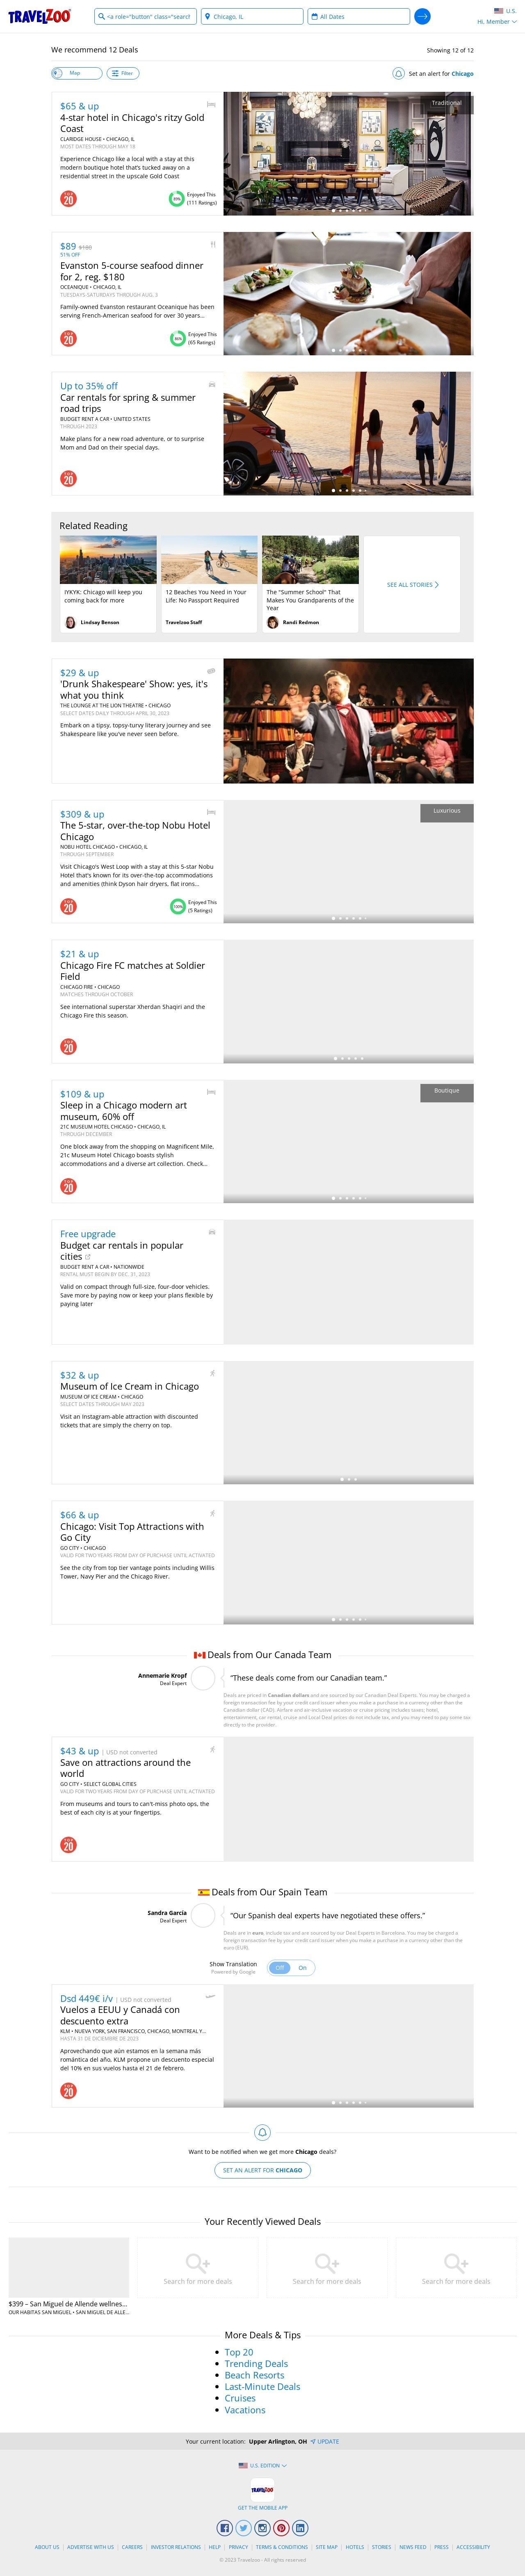 TRAVELZOO
<a role="button" class="searcl
Chicago, IL
All Dates
U.S.
Hi, Member
We recommend 12 Deals
Showing 12 of 12
Map
Filter
Set an alert for Chicago
$65 & up
4-star hotel in Chicago's ritzy Gold
Coast
CLARIDGE HOUSE • CHICAGO, IL
MOST DATES THROUGH MAY 18
Experience Chicago like a local with a stay at this
modern boutique hotel that's tucked away on a
residential street in the upscale Gold Coast
TOP 20
Enjoyed This
(111 Ratings)
Traditional
$89 $180
51% OFF
Evanston 5-course seafood dinner
for 2, reg. $180
OCEANIQUE • CHICAGO, IL
TUESDAYS-SATURDAYS THROUGH AUG. 3
Family-owned Evanston restaurant Oceanique has been
serving French-American seafood for over 30 years...
TOP 20
Enjoyed This
(65 Ratings)
Up to 35% off
Car rentals for spring & summer
road trips
BUDGET RENT A CAR • UNITED STATES
THROUGH 2023
Make plans for a new road adventure, or to surprise
Mom and Dad on their special days.
TOP 20
Related Reading
IYKYK: Chicago will keep you
coming back for more
Lindsay Benson
12 Beaches You Need in Your
Life: No Passport Required
Travelzoo Staff
The "Summer School" That
Makes You Grandparents of the
Year
Randi Redmon
SEE ALL STORIES
$29 & up
'Drunk Shakespeare' Show: yes, it's
what you think
THE LOUNGE AT THE LION THEATRE • CHICAGO
SELECT DATES DAILY THROUGH APRIL 30, 2023
Embark on a tipsy, topsy-turvy literary journey and see
Shakespeare like you've never seen before.
$309 & up
The 5-star, over-the-top Nobu Hotel
Chicago
NOBU HOTEL CHICAGO • CHICAGO, IL
THROUGH SEPTEMBER
Visit Chicago's West Loop with a stay at this 5-star Nobu
Hotel that's known for its over-the-top accommodations
and amenities (think Dyson hair dryers, flat irons...
TOP 20
100%
Enjoyed This
(5 Ratings)
Luxurious
$21 & up
Chicago Fire FC matches at Soldier
Field
CHICAGO FIRE • CHICAGO
MATCHES THROUGH OCTOBER
See international superstar Xherdan Shaqiri and the
Chicago Fire this season.
TOP 20
$109 & up
Sleep in a Chicago modern art
museum, 60% off
21C MUSEUM HOTEL CHICAGO • CHICAGO, IL
THROUGH DECEMBER
One block away from the shopping on Magnificent Mile,
21c Museum Hotel Chicago boasts stylish
accommodations and a diverse art collection. Check...
TOP 20
Boutique
Free upgrade
Budget car rentals in popular
cities
BUDGET RENT A CAR • NATIONWIDE
RENTAL MUST BEGIN BY DEC. 31, 2023
Valid on compact through full-size, four-door vehicles.
Save more by paying now or keep your plans flexible by
paying later
$32 & up
Museum of Ice Cream in Chicago
MUSEUM OF ICE CREAM • CHICAGO
SELECT DATES THROUGH MAY 2023
Visit an Instagram-able attraction with discounted
tickets that are simply the cherry on top.
$66 & up
Chicago: Visit Top Attractions with
Go City
GO CITY • CHICAGO
VALID FOR TWO YEARS FROM DAY OF PURCHASE UNTIL ACTIVATED
See the city from top tier vantage points including Willis
Tower, Navy Pier and the Chicago River.
Deals from Our Canada Team
Annemarie Kropf
Deal Expert
“These deals come from our Canadian team.”
Deals are priced in Canadian dollars and are sourced by our Canadian Deal Experts. You may be charged a
foreign transaction fee by your credit card issuer when you make a purchase in a currency other than the
Canadian dollar (CAD). Airfare and air-inclusive vacation or cruise pricing includes taxes; hotel,
entertainment, car rental, cruise and Local Deal prices do not include tax, and you may need to pay some tax
directly to the provider.
$43 & up | USD not converted
Save on attractions around the
world
GO CITY • SELECT GLOBAL CITIES
VALID FOR TWO YEARS FROM DAY OF PURCHASE UNTIL ACTIVATED
From museums and tours to can't-miss photo ops, the
best of each city is at your fingertips.
TOP 20
Deals from Our Spain Team
Sandra García
Deal Expert
“Our Spanish deal experts have negotiated these offers.”
Deals are in euro, include tax and are sourced by our Deal Experts in Barcelona. You may be charged a
foreign transaction fee by your credit card issuer when you make a purchase in a currency other than the
euro (EUR).
Show Translation
Powered by Google
Off
On
Dsd 449€ i/v | USD not converted
Vuelos a EEUU y Canadá con
descuento extra
KLM • NUEVA YORK, SAN FRANCISCO, CHICAGO, MONTREAL Y...
HASTA 31 DE DICIEMBRE DE 2023
Aprovechando que aún estamos en la semana más
romántica del año, KLM propone un descuento especial
del 10% en sus vuelos hasta el 21 de febrero.
TOP 20
Want to be notified when we get more Chicago deals?
SET AN ALERT FOR CHICAGO
Your Recently Viewed Deals
Search for more deals
Search for more deals
Search for more deals
$399 – San Miguel de Allende wellnes...
OUR HABITAS SAN MIGUEL • SAN MIGUEL DE ALLE...
More Deals & Tips
Top 20
Trending Deals
Beach Resorts
Last-Minute Deals
Cruises
Vacations
Your current location: Upper Arlington, OH UPDATE
U.S. EDITION
TRAVELZOO
GET THE MOBILE APP
ABOUT US | ADVERTISE WITH US | CAREERS | INVESTOR RELATIONS | HELP | PRIVACY | TERMS & CONDITIONS | SITE MAP | HOTELS | STORIES | NEWS FEED | PRESS | ACCESSIBILITY
© 2023 Travelzoo - All rights reserved